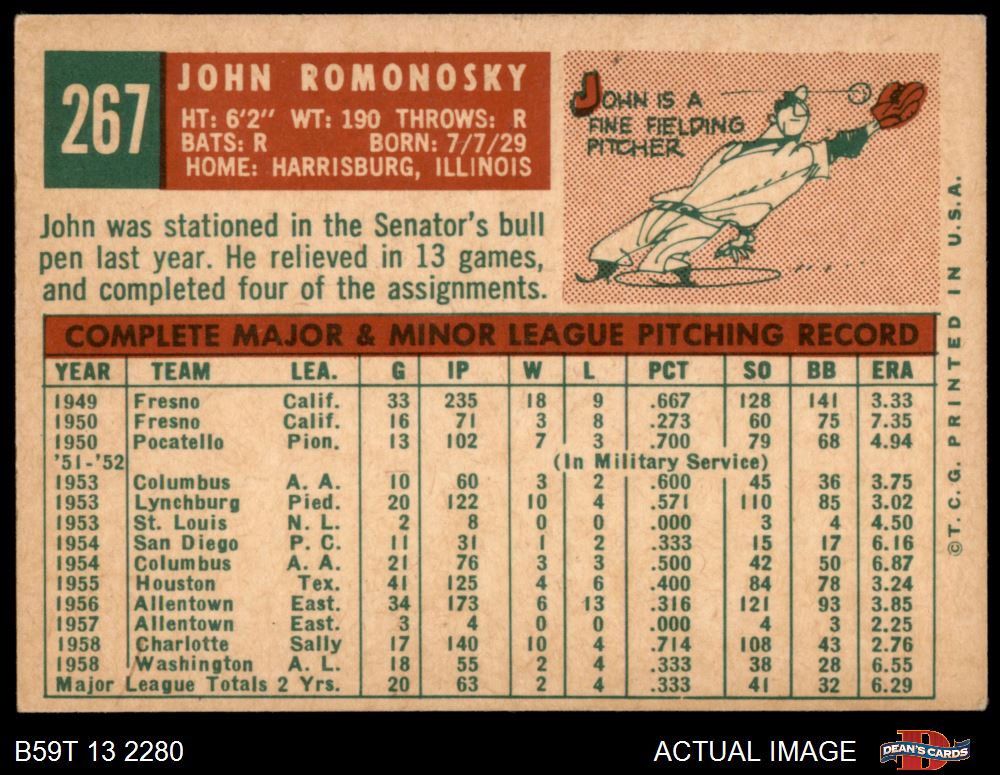 267
JOHN ROMONOSKY
HT: 6'2" WT: 190 THROWS: R
BATS: R BORN: 7/7/29
HOME: HARRISBURG, ILLINOIS
JOHN IS A
FINE FIELDING
PITCHER
John was stationed in the Senator's bull
pen last year. He relieved in 13 games,
and completed four of the assignments.
COMPLETE MAJOR & MINOR LEAGUE PITCHING RECORD
YEAR TEAM LEA. G IP W L PCT SO BB ERA
1949 Fresno Calif. 33 235 18 9 .667 128 141 3.33
1950 Fresno Calif. 16 71 3 8 .273 60 75 7.35
1950 Pocatello Pion. 13 102 7 3 .700 79 68 4.94
'51-'52 (In Military Service)
1953 Columbus A. A. 10 60 3 2 .600 45 36 3.75
1953 Lynchburg Pied. 20 122 10 4 .571 110 85 3.02
1953 St. Louis N. L. 2 8 0 0 .000 3 4 4.50
1954 San Diego P. C. 11 31 1 2 .333 15 17 6.16
1954 Columbus A. A. 21 76 3 3 .500 42 50 6.87
1955 Houston Tex. 41 125 4 6 .400 84 78 3.24
1956 Allentown East. 34 173 6 13 .316 121 93 3.85
1957 Allentown East. 3 4 0 0 .000 4 3 2.25
1958 Charlotte Sally 17 140 10 4 .714 108 43 2.76
1958 Washington A. L. 18 55 2 4 .333 38 28 6.55
Major League Totals 2 Yrs. 20 63 2 4 .333 41 32 6.29
© T. C. G. PRINTED IN U.S.A.
B59T 13 2280
ACTUAL IMAGE
DEAN'S CARDS